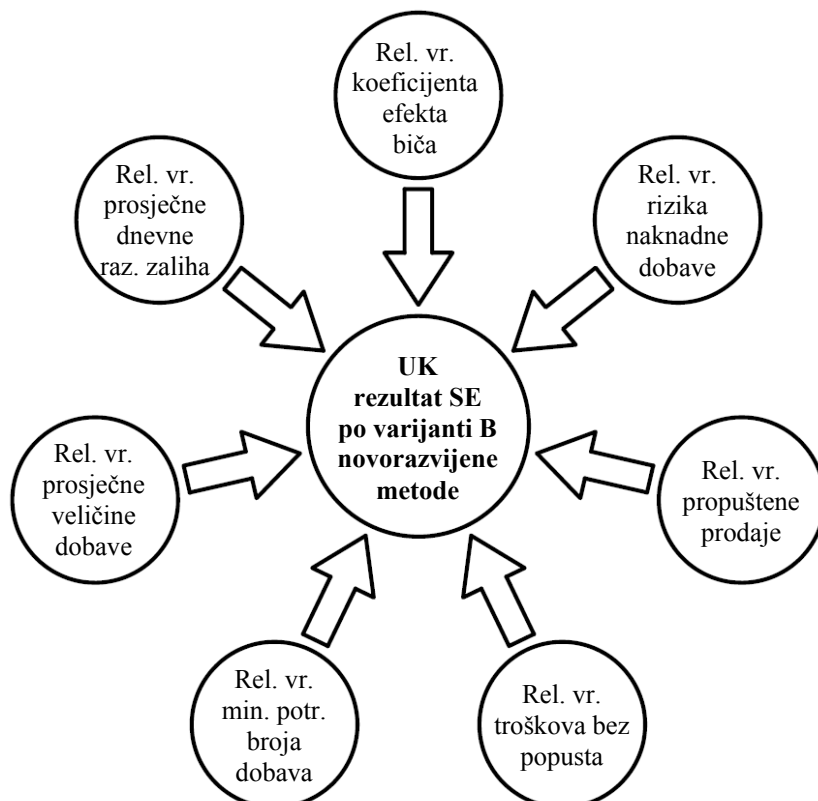 Rel. vr.
koeficijenta
efekta
biča
Rel. vr.
prosječne
dnevne
raz. zaliha
Rel. vr.
rizika
naknadne
dobave
UK
rezultat SE
po varijanti B
novorazvijene
metode
Rel. vr.
prosječne
veličine
dobave
Rel. vr.
propuštene
prodaje
Rel. vr.
min. potr.
broja
dobava
Rel. vr.
troškova bez
popusta